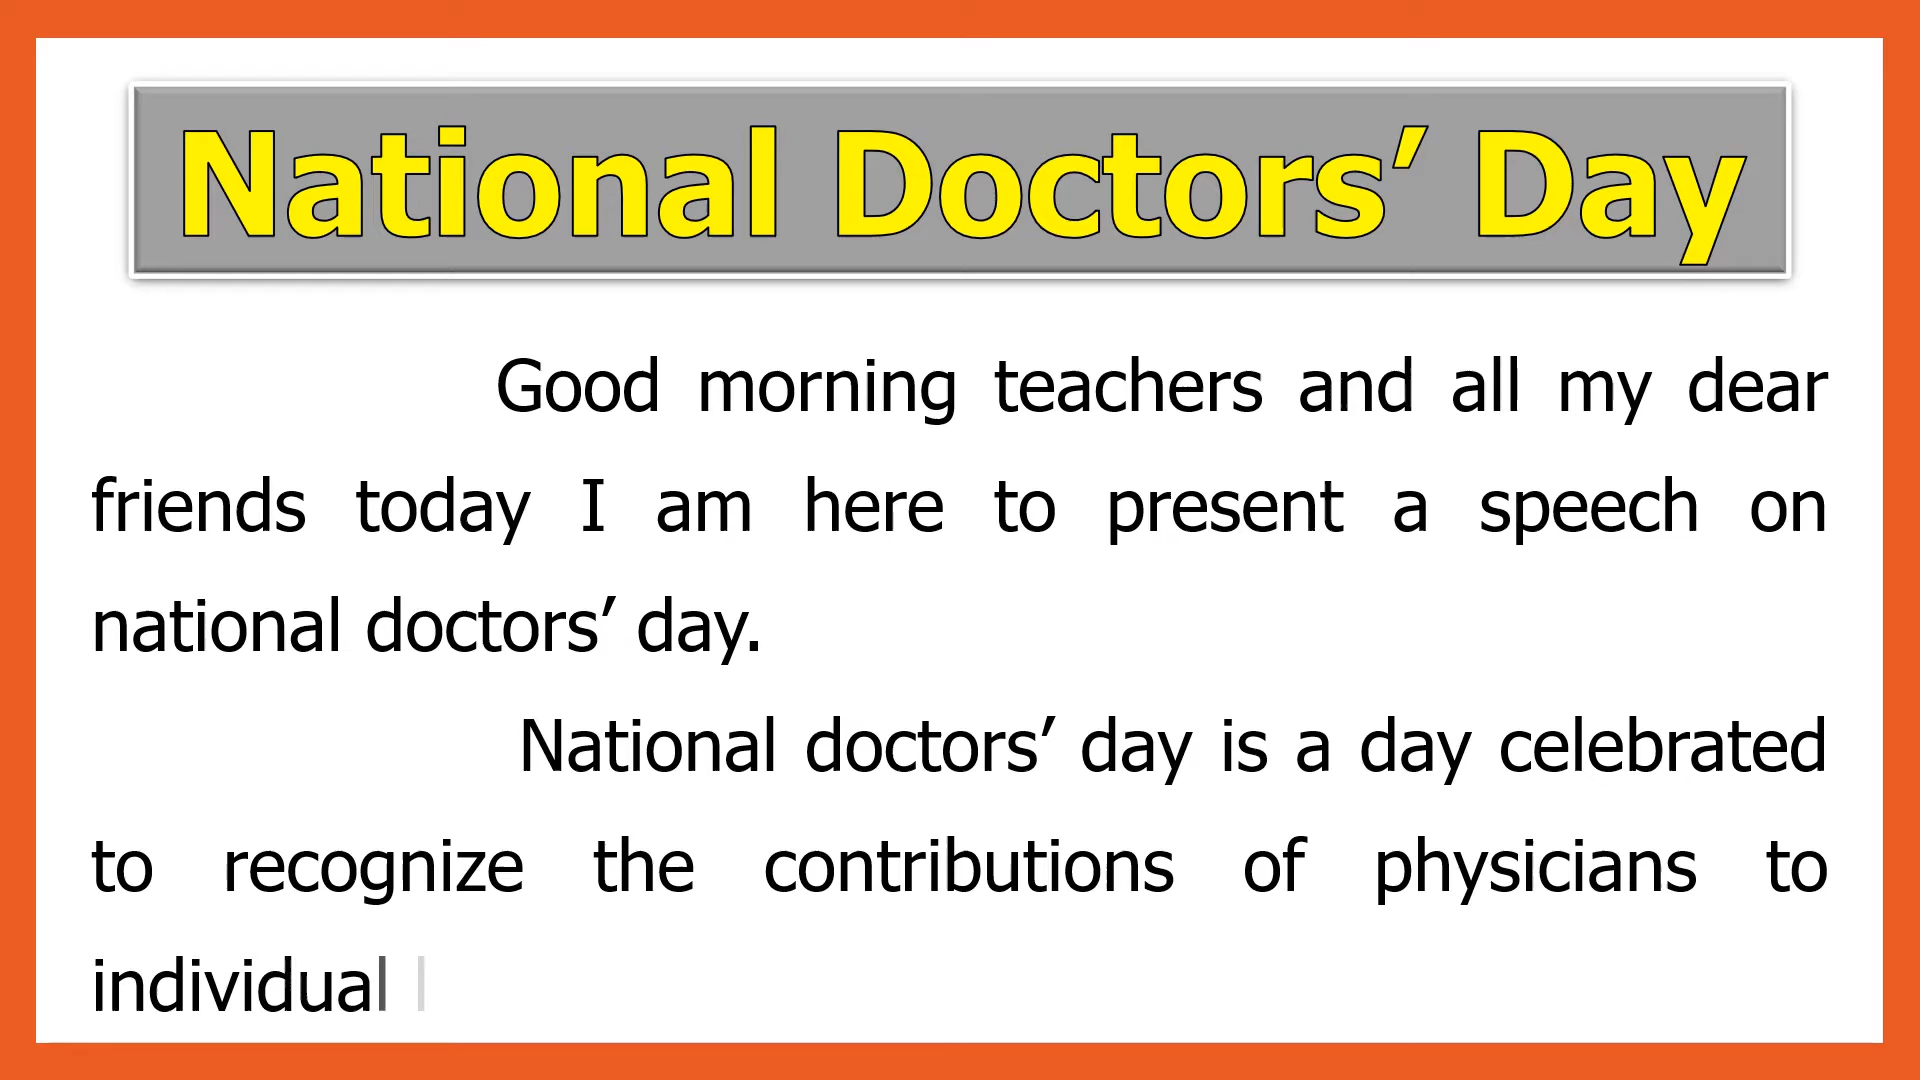 National Doctors’ Day
Good morning teachers and all my dear
friends today I am here to present a speech on
national doctors’ day.
National doctors’ day is a day celebrated
to recognize the contributions of physicians to
individual l